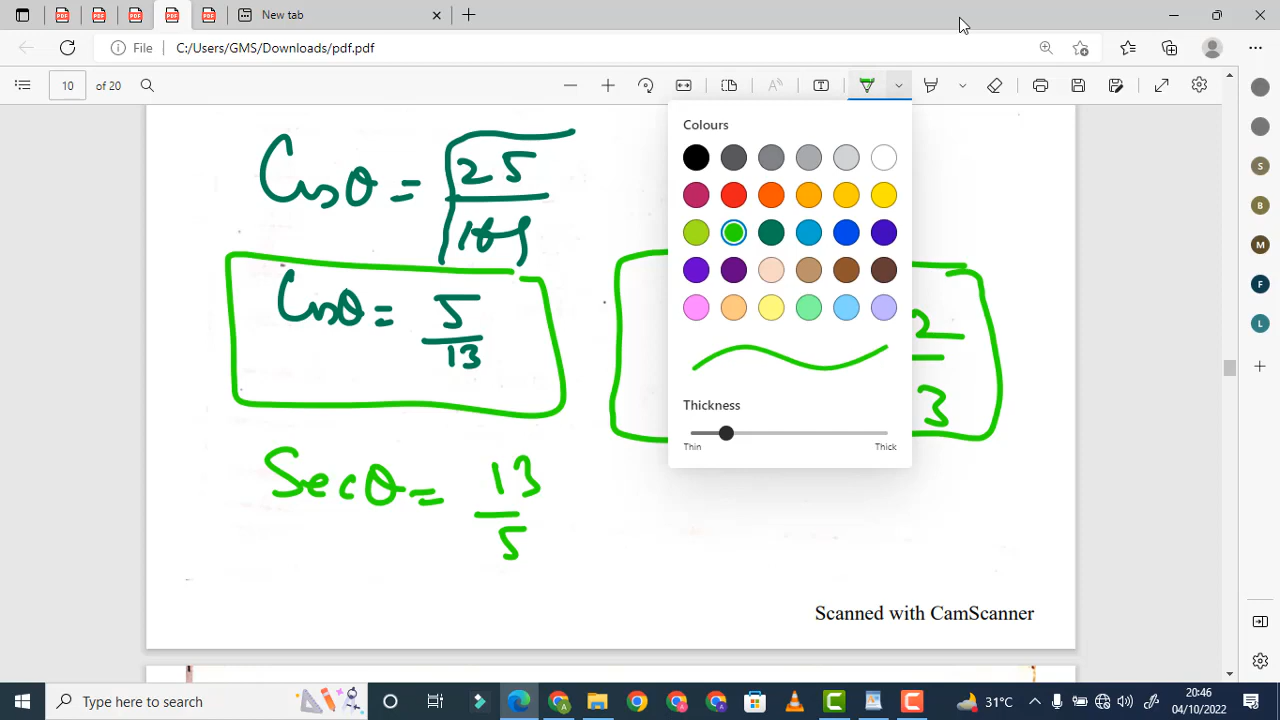 New tab
File
C:/Users/GMS/Downloads/pdf.pdf
10
of 20
Colours
Cosθ = √25/169
Cosθ = 5/13
2
3
Secθ = 13/5
Thickness
Thin
Thick
Scanned with CamScanner
S
B
M
F
L
Type here to search
31°C
20:46
04/10/2022